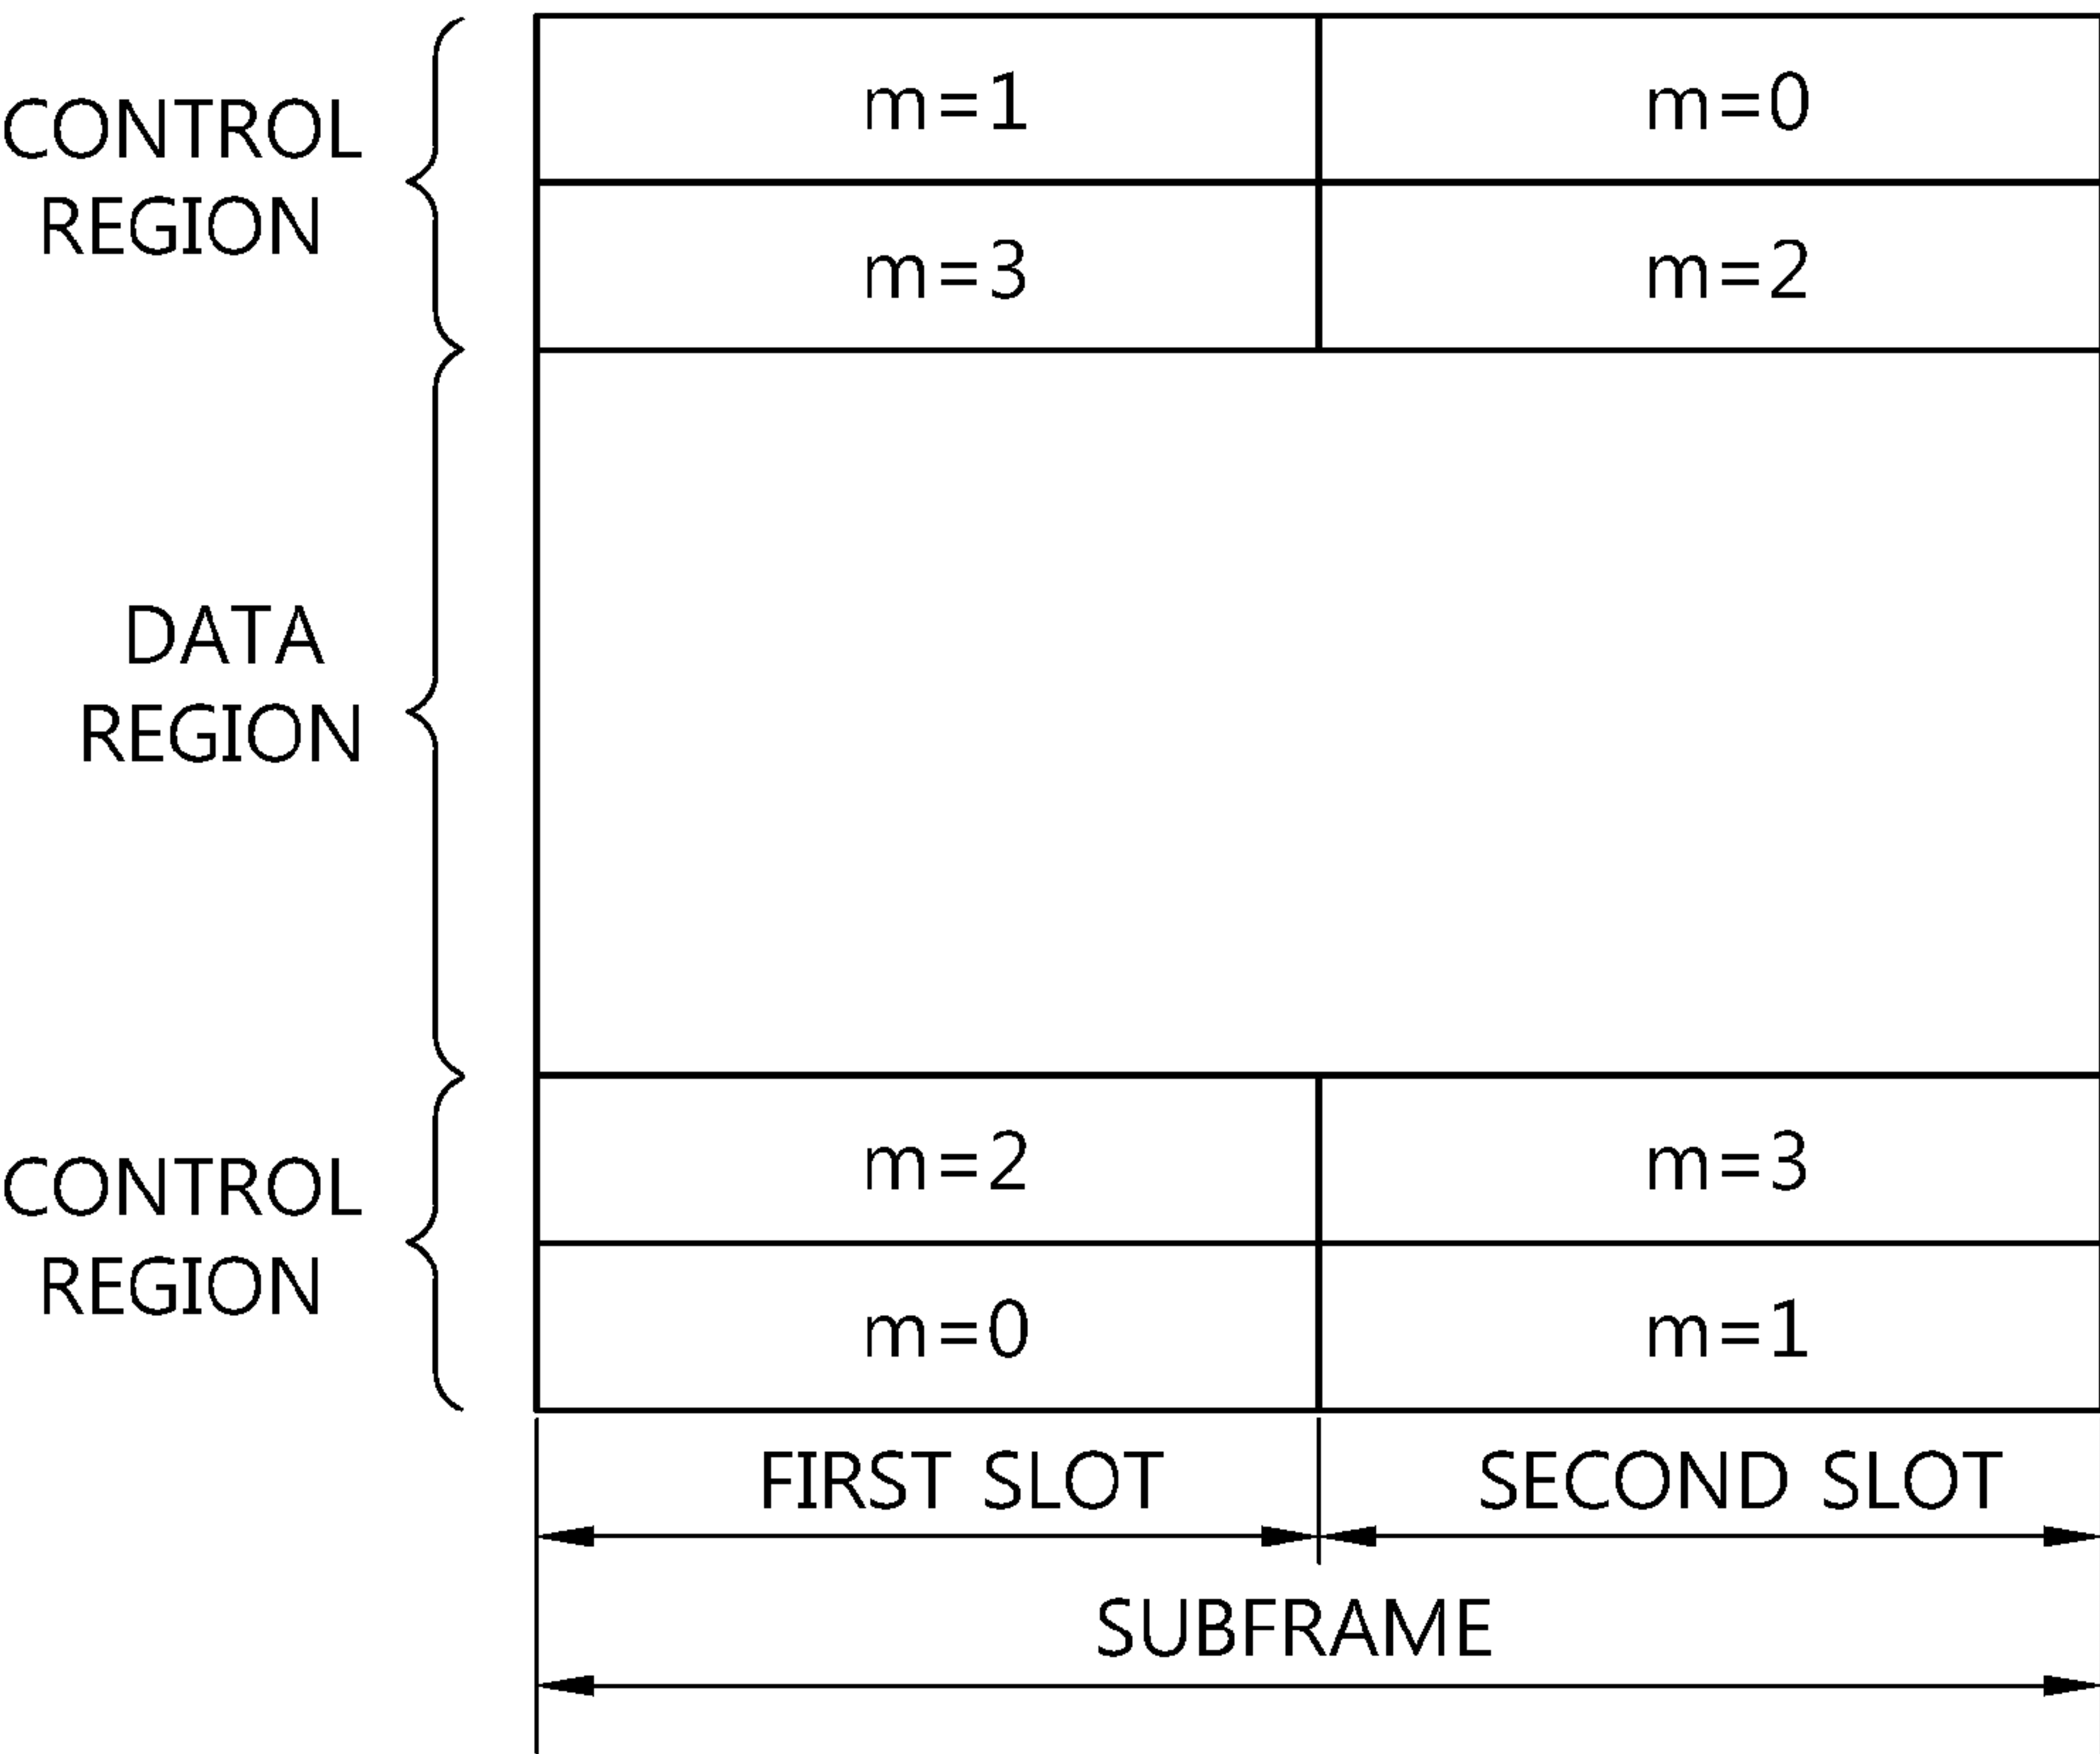 CONTROL
REGION
m=1
m=0
m=3
m=2
DATA
REGION
CONTROL
REGION
m=2
m=3
m=0
m=1
FIRST SLOT
SECOND SLOT
SUBFRAME